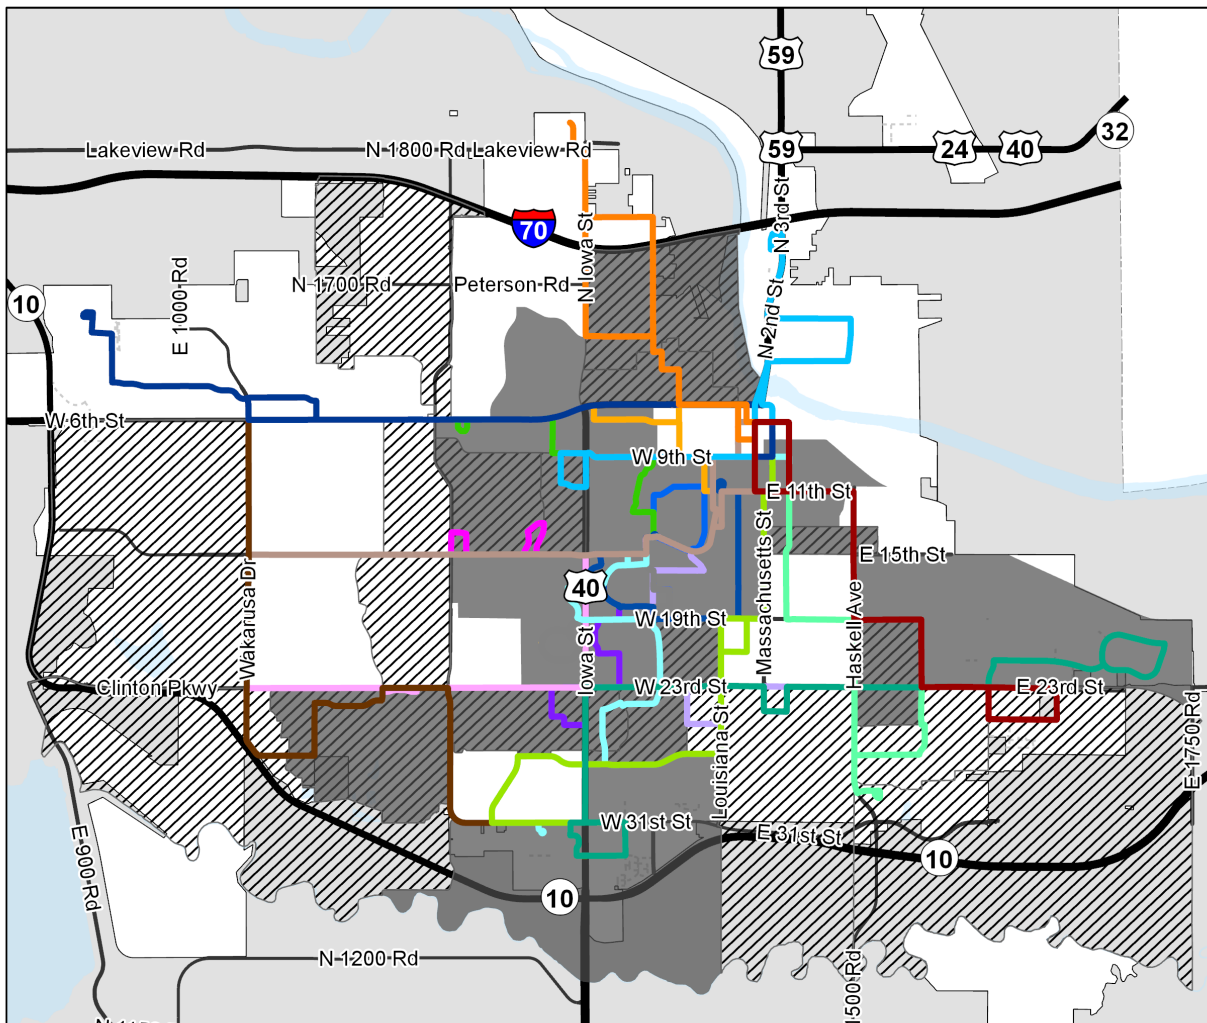 59
32
Lakeview Rd
N 1800 Rd
Lakeview Rd
59
24
40
70
N 3rd St
N Iowa St
10
E 1000 Rd
N 1700 Rd
Peterson Rd
N 2nd St
W 6th St
W 9th St
E 11th St
Massachusetts St
E 15th St
Wakarusa Dr
40
Haskell Ave
W 19th St
Iowa St
Clinton Pkwy
W 23rd St
E 23rd St
Louisiana St
E 1750 Rd
W 31st St
E 31st St
E 900 Rd
10
10
N 1200 Rd